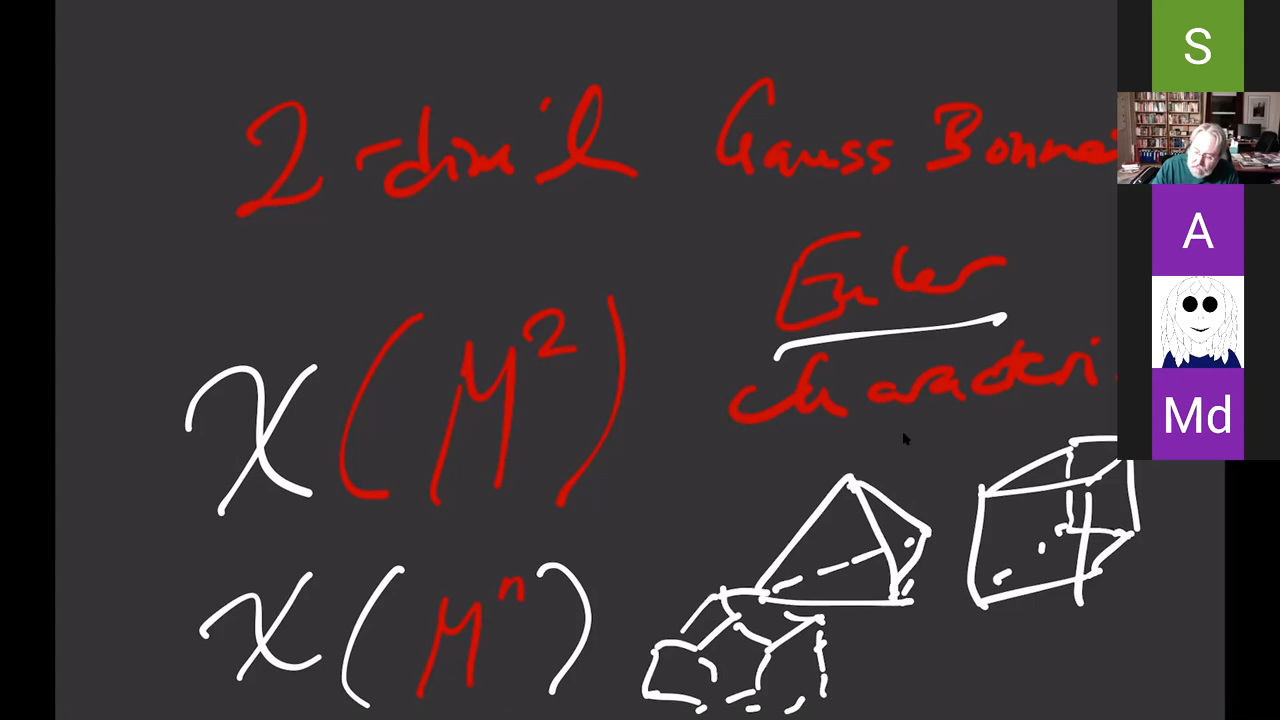 2-dim'l Gauss Bonne
Euler
characteri
χ(M²)
χ(Mⁿ)
S
A
Md